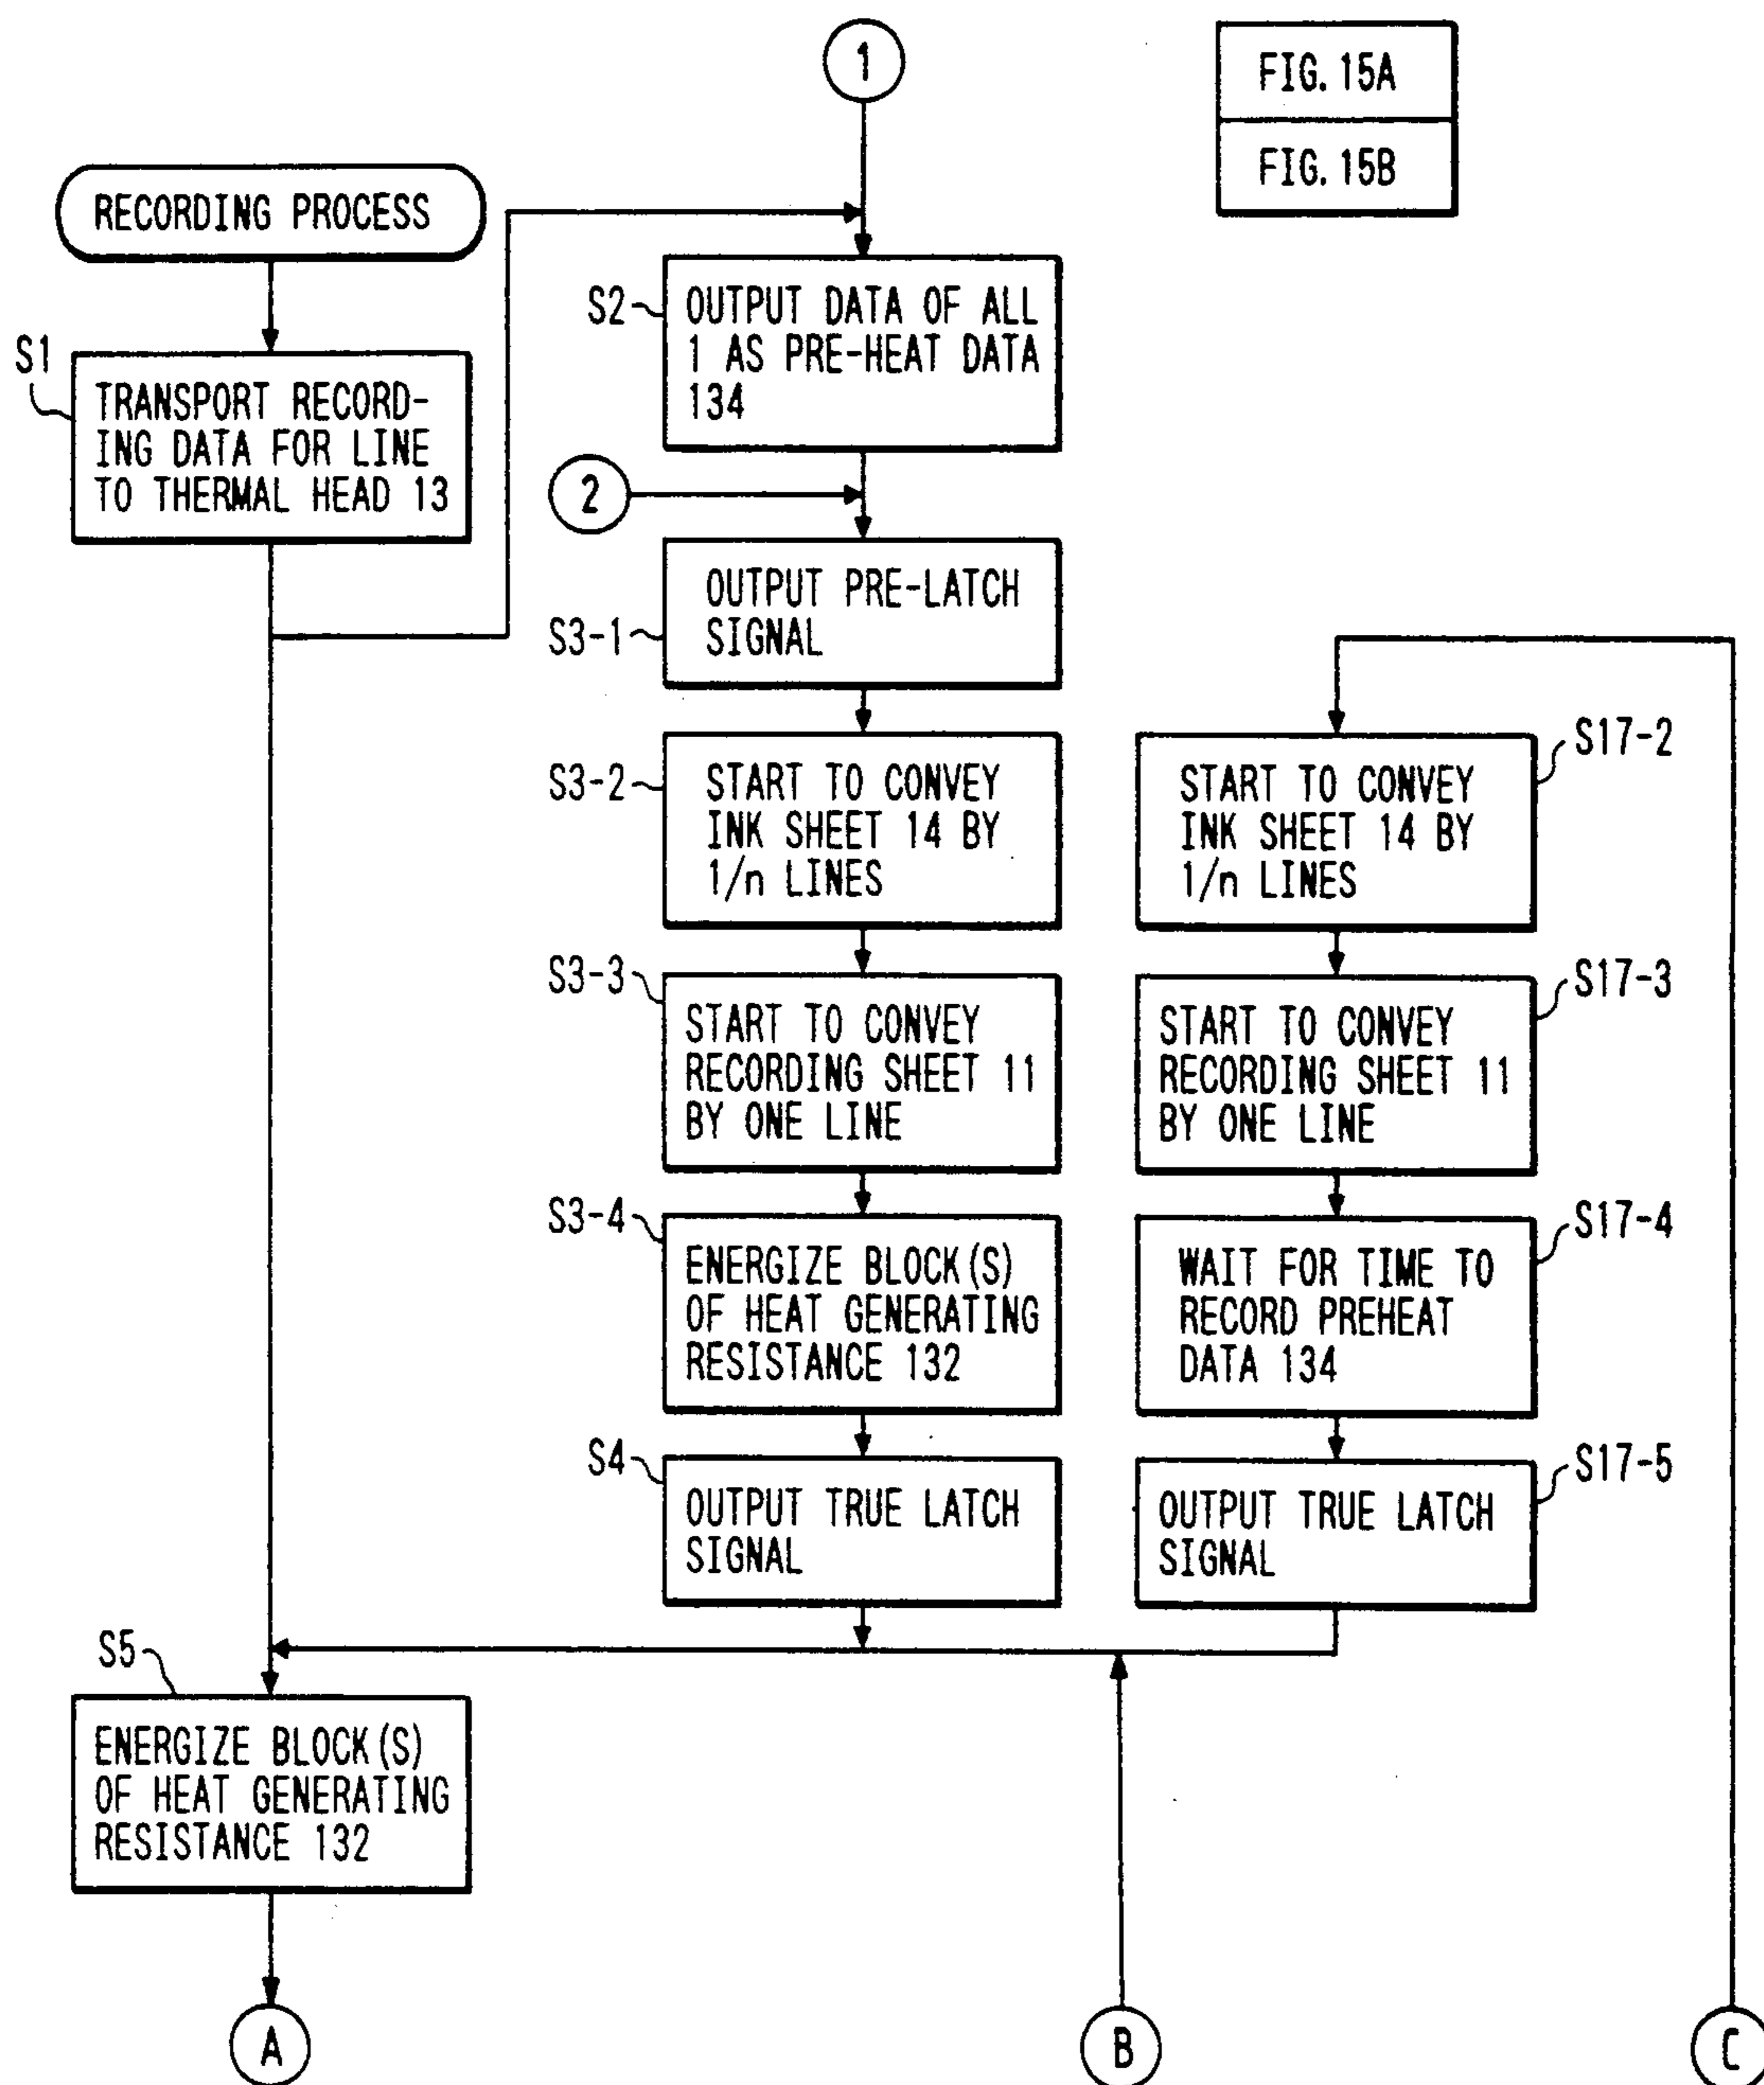 1
FIG. 15A
FIG. 15B
RECORDING PROCESS
S1
TRANSPORT RECORD-
ING DATA FOR LINE
TO THERMAL HEAD 13
S2
OUTPUT DATA OF ALL
1 AS PRE-HEAT DATA
134
2
S3-1
OUTPUT PRE-LATCH
SIGNAL
S3-2
START TO CONVEY
INK SHEET 14 BY
1/n LINES
S3-3
START TO CONVEY
RECORDING SHEET 11
BY ONE LINE
S3-4
ENERGIZE BLOCK(S)
OF HEAT GENERATING
RESISTANCE 132
S4
OUTPUT TRUE LATCH
SIGNAL
S17-2
START TO CONVEY
INK SHEET 14 BY
1/n LINES
S17-3
START TO CONVEY
RECORDING SHEET 11
BY ONE LINE
S17-4
WAIT FOR TIME TO
RECORD PREHEAT
DATA 134
S17-5
OUTPUT TRUE LATCH
SIGNAL
S5
ENERGIZE BLOCK(S)
OF HEAT GENERATING
RESISTANCE 132
A
B
C